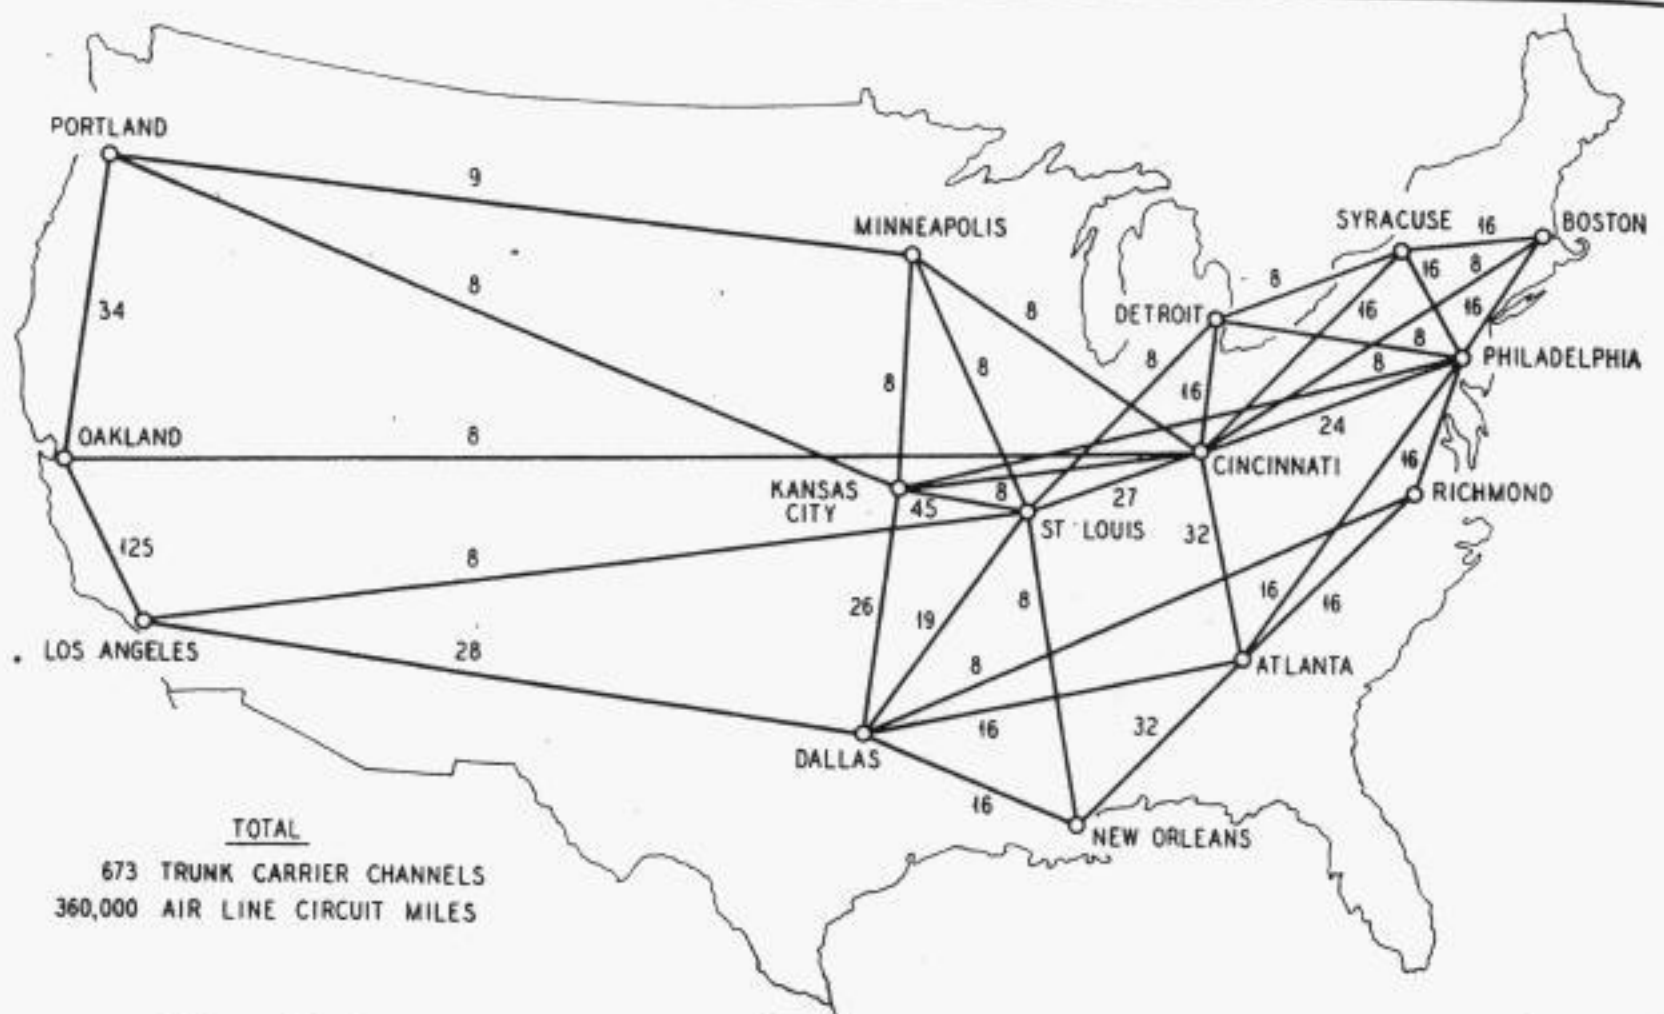 PORTLAND
9
MINNEAPOLIS
SYRACUSE
16
BOSTON
8
8
16
8
34
8
DETROIT
16
16
8
8
8
8
PHILADELPHIA
8
16
24
OAKLAND
8
CINCINNATI
16
KANSAS
CITY
8
45
27
RICHMOND
ST LOUIS
32
125
8
26
19
8
16
16
LOS ANGELES
28
8
ATLANTA
16
32
DALLAS
16
NEW ORLEANS
TOTAL
673 TRUNK CARRIER CHANNELS
360,000 AIR LINE CIRCUIT MILES